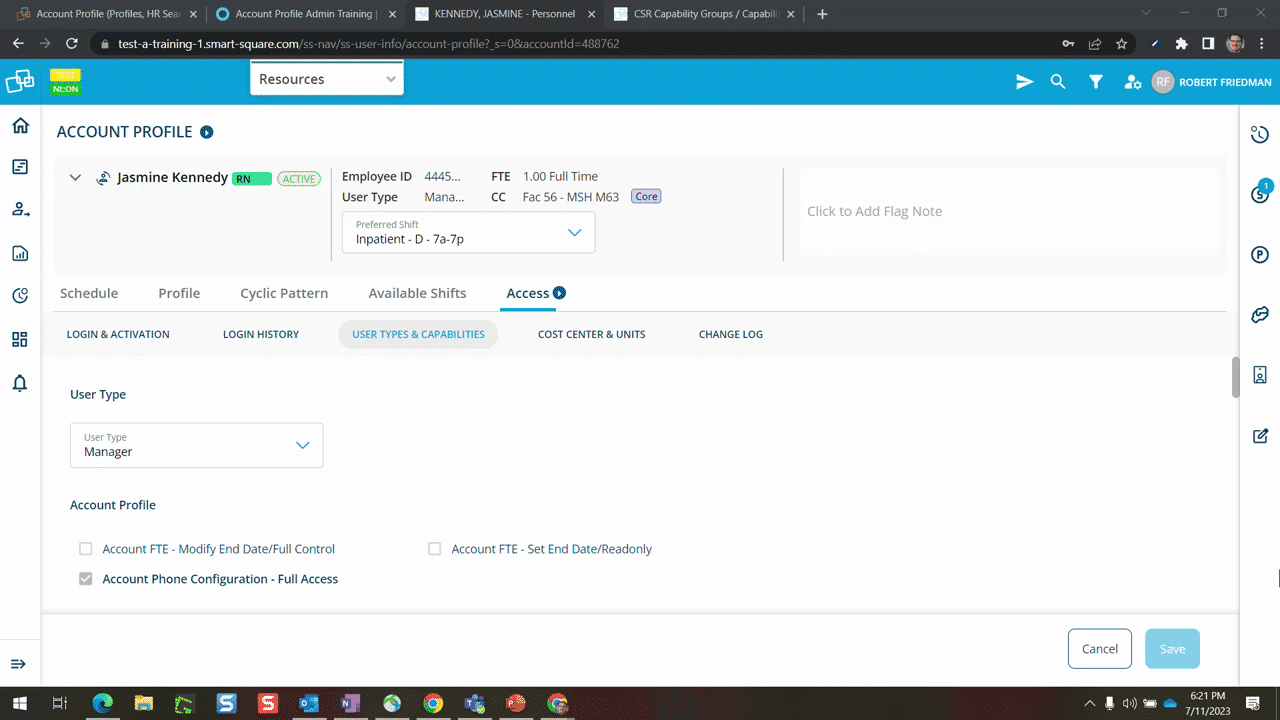 Account Profile (Profiles, HR Sea
Account Profile Admin Training |
KENNEDY, JASMINE - Personnel
CSR Capability Groups / Capabili
test-a-training-1.smart-square.com/ss-nav/ss-user-info/account-profile?_s=0&accountId=488762
TEST
NEON
Resources
RF
ROBERT FRIEDMAN
ACCOUNT PROFILE
Jasmine Kennedy RN ACTIVE
Employee ID 4445...
FTE 1.00 Full Time
User Type Mana...
CC Fac 56 - MSH M63 Core
Preferred Shift
Inpatient - D - 7a-7p
Click to Add Flag Note
1
S
P
Schedule Profile Cyclic Pattern Available Shifts Access
LOGIN & ACTIVATION LOGIN HISTORY USER TYPES & CAPABILITIES COST CENTER & UNITS CHANGE LOG
User Type
User Type
Manager
Account Profile
Account FTE - Modify End Date/Full Control
Account FTE - Set End Date/Readonly
Account Phone Configuration - Full Access
Cancel
Save
6:21 PM
7/11/2023